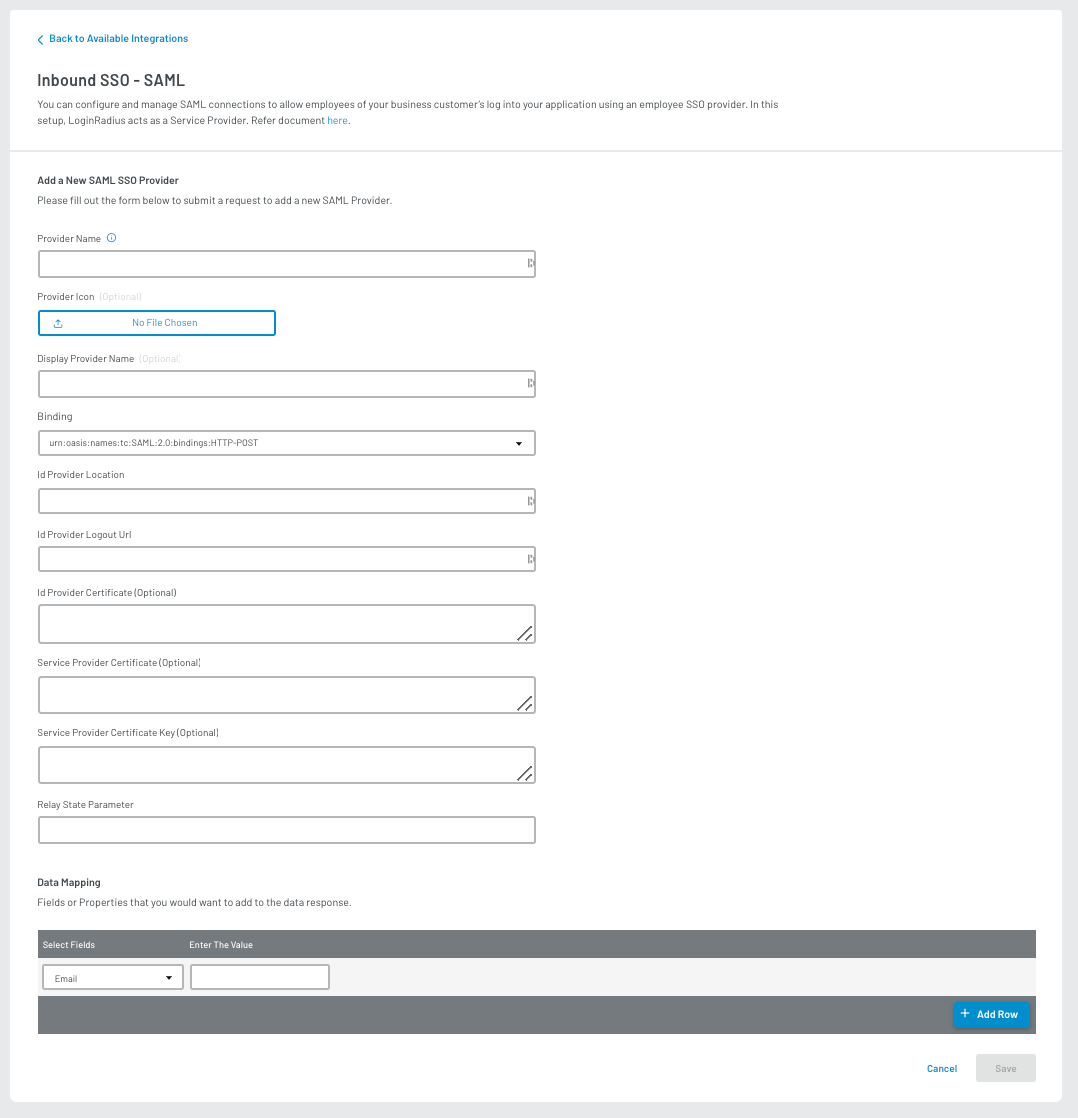 Back to Available Integrations
Inbound SSO - SAML
You can configure and manage SAML connections to allow employees of your business customer's log into your application using an employee SSO provider. In this
setup, LoginRadius acts as a Service Provider. Refer document here.
Add a New SAML SSO Provider
Please fill out the form below to submit a request to add a new SAML Provider.
Provider Name
Provider Icon (Optional)
No File Chosen
Display Provider Name (Optional)
Binding
urn:oasis:names:tc:SAML:2.0:bindings:HTTP-POST
Id Provider Location
Id Provider Logout Url
Id Provider Certificate (Optional)
Service Provider Certificate (Optional)
Service Provider Certificate Key (Optional)
Relay State Parameter
Data Mapping
Fields or Properties that you would want to add to the data response.
Select Fields Enter The Value
Email
+ Add Row
Cancel Save